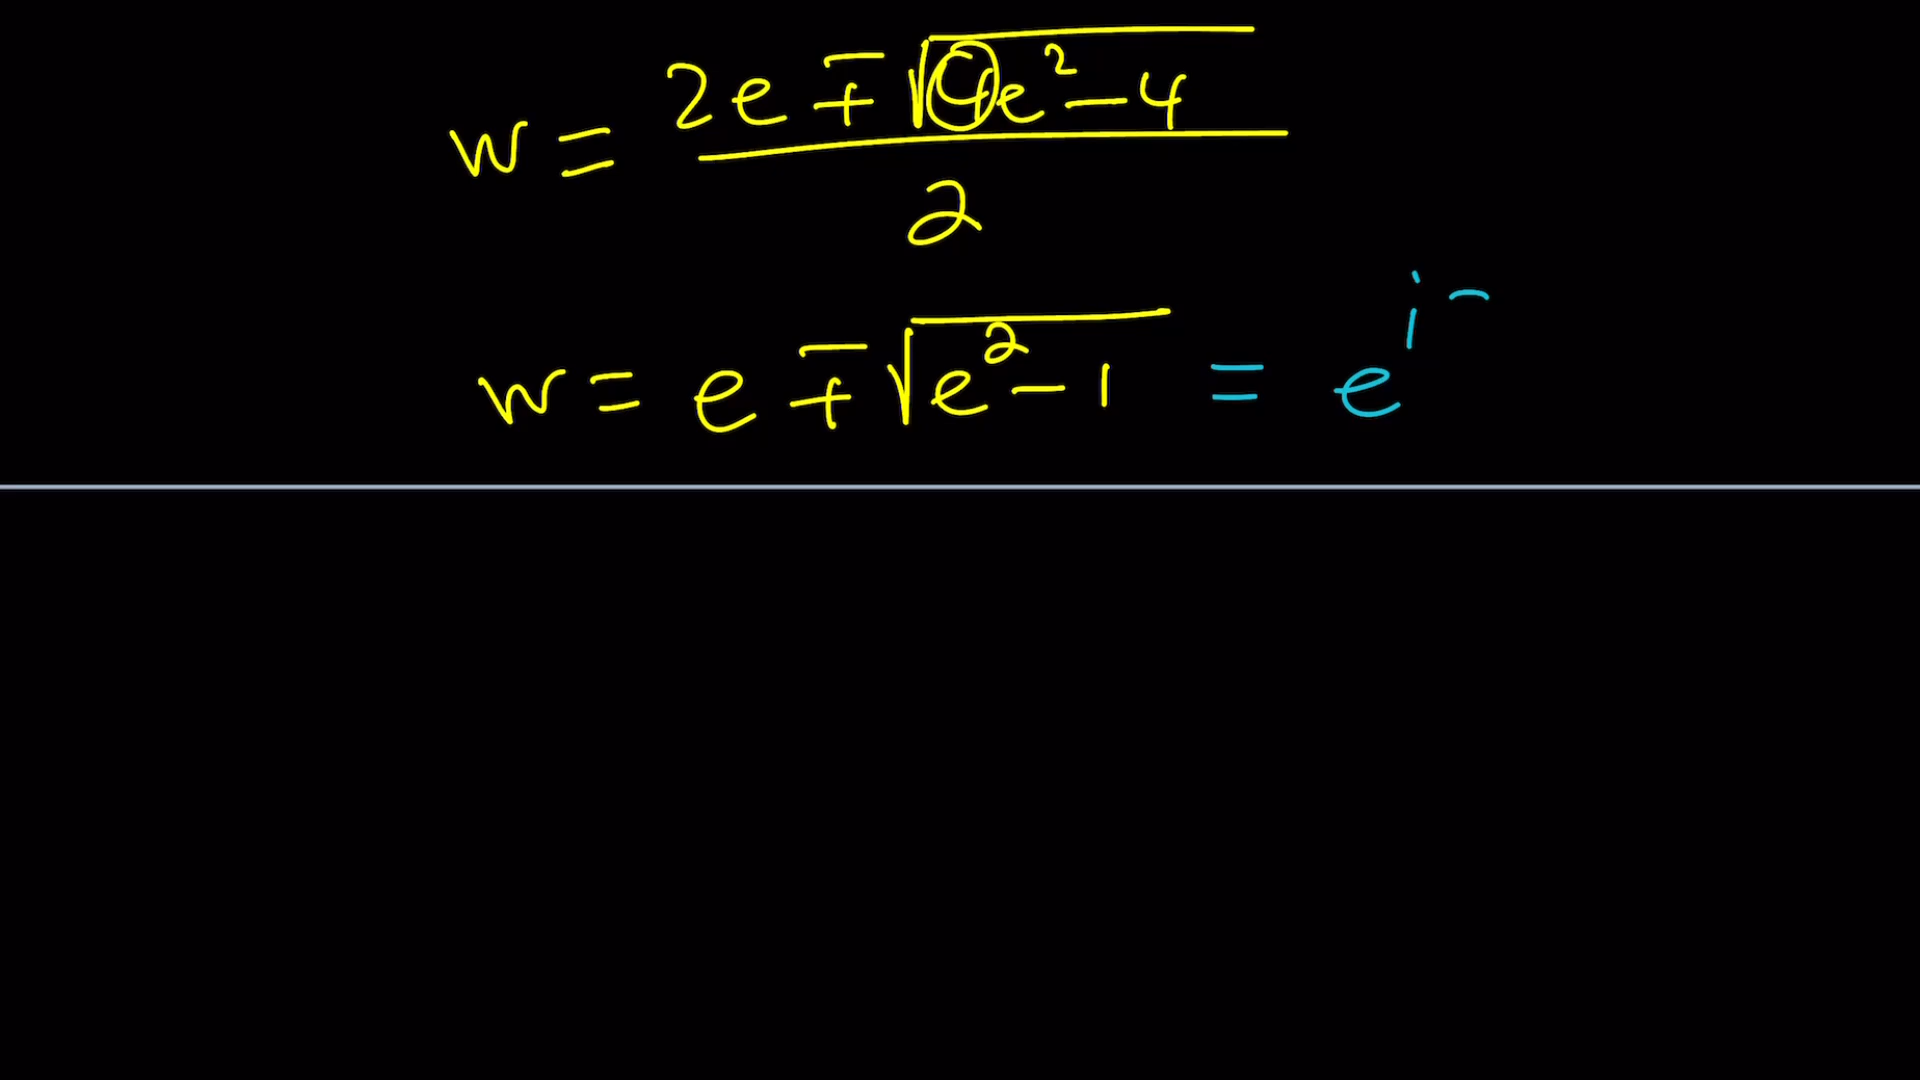 w = (2e ∓ √(4e² − 4)) / 2
w = e ∓ √(e² − 1) = e^i